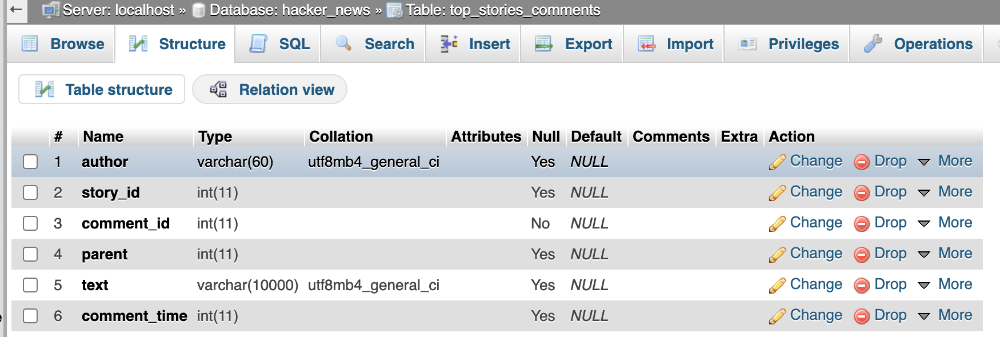 Server: localhost » Database: hacker_news » Table: top_stories_comments
Browse Structure SQL Search Insert Export Import Privileges Operations
Table structure Relation view
# Name Type Collation Attributes Null Default Comments Extra Action
1 author varchar(60) utf8mb4_general_ci Yes NULL Change Drop More
2 story_id int(11) Yes NULL Change Drop More
3 comment_id int(11) No NULL Change Drop More
4 parent int(11) Yes NULL Change Drop More
5 text varchar(10000) utf8mb4_general_ci Yes NULL Change Drop More
6 comment_time int(11) Yes NULL Change Drop More